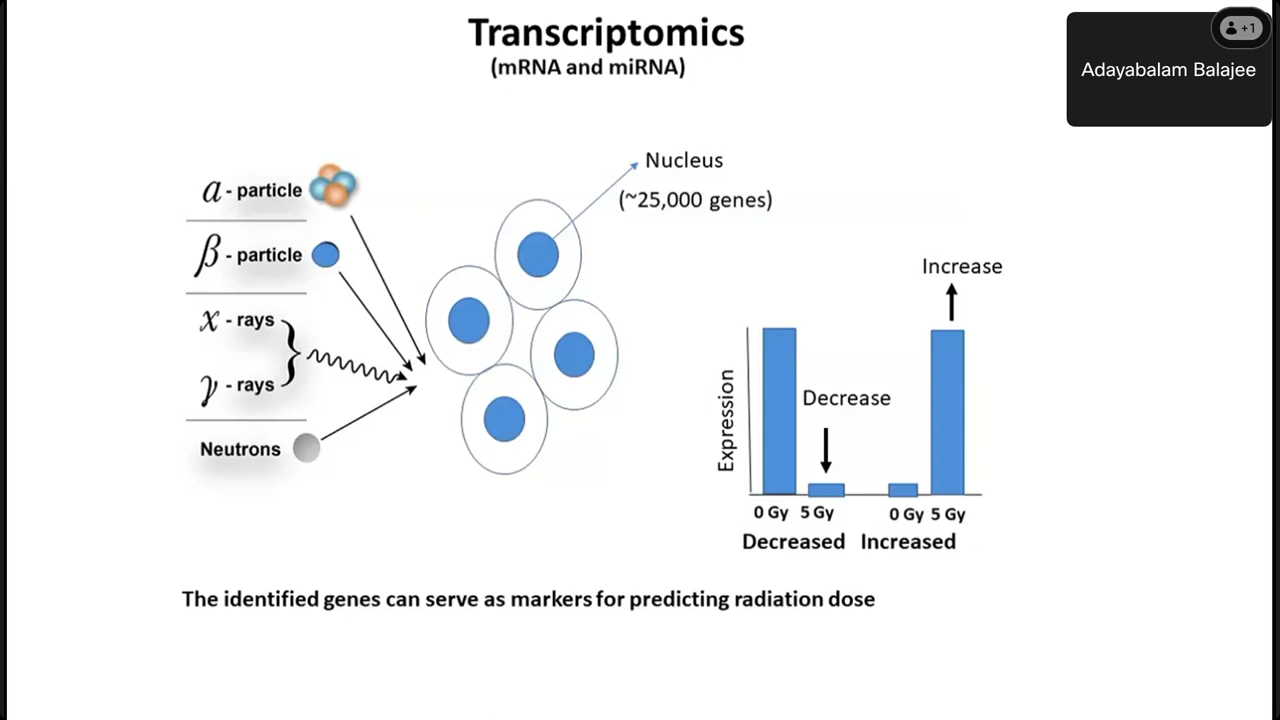 Transcriptomics
(mRNA and miRNA)
+1
Adayabalam Balajee
α - particle
β - particle
x - rays
γ - rays
Neutrons
Nucleus
(~25,000 genes)
Increase
Decrease
Expression
0 Gy 5 Gy 0 Gy 5 Gy
Decreased Increased
The identified genes can serve as markers for predicting radiation dose